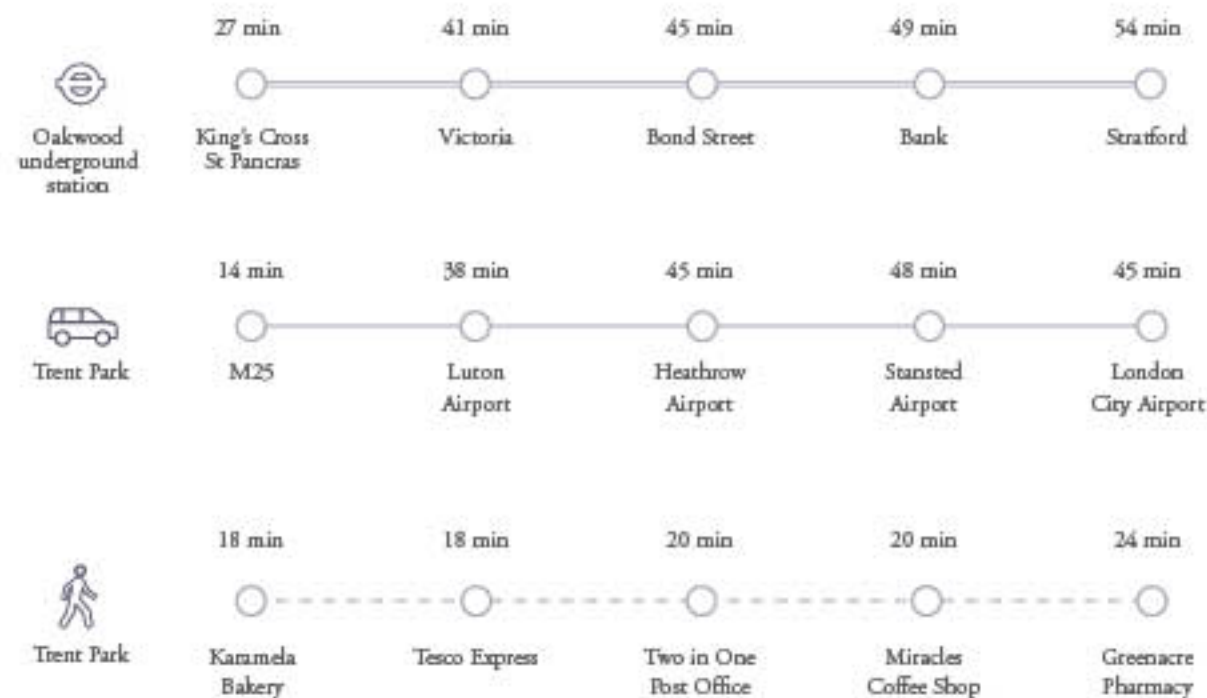 27 min 41 min 45 min 49 min 54 min
Oakwood
underground
station
King's Cross
St Pancras
Victoria
Bond Street
Bank
Stratford
14 min 38 min 45 min 48 min 45 min
Trent Park
M25
Luton
Airport
Heathrow
Airport
Stansted
Airport
London
City Airport
18 min 18 min 20 min 20 min 24 min
Trent Park
Karamela
Bakery
Tesco Express
Two in One
Post Office
Miracles
Coffee Shop
Greenacre
Pharmacy